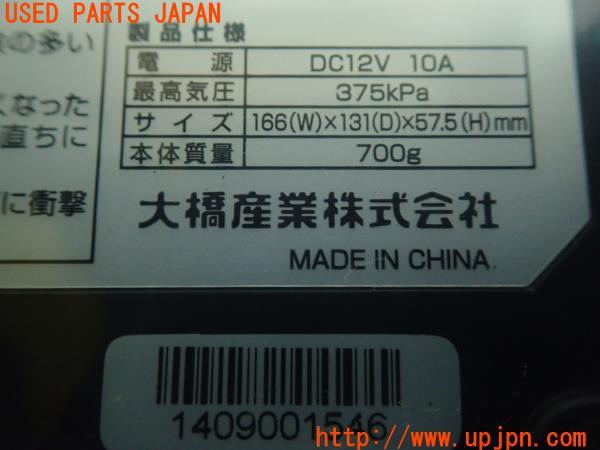 USED PARTS JAPAN
の多い
くなった
直ちに
に衝撃
製品仕様
電 源 DC12V 10A
最高気圧 375kPa
サイズ 166(W)×131(D)×57.5(H)mm
本体質量 700g
大橋産業株式会社
MADE IN CHINA.
1409001546
http://www.upjpn.com/